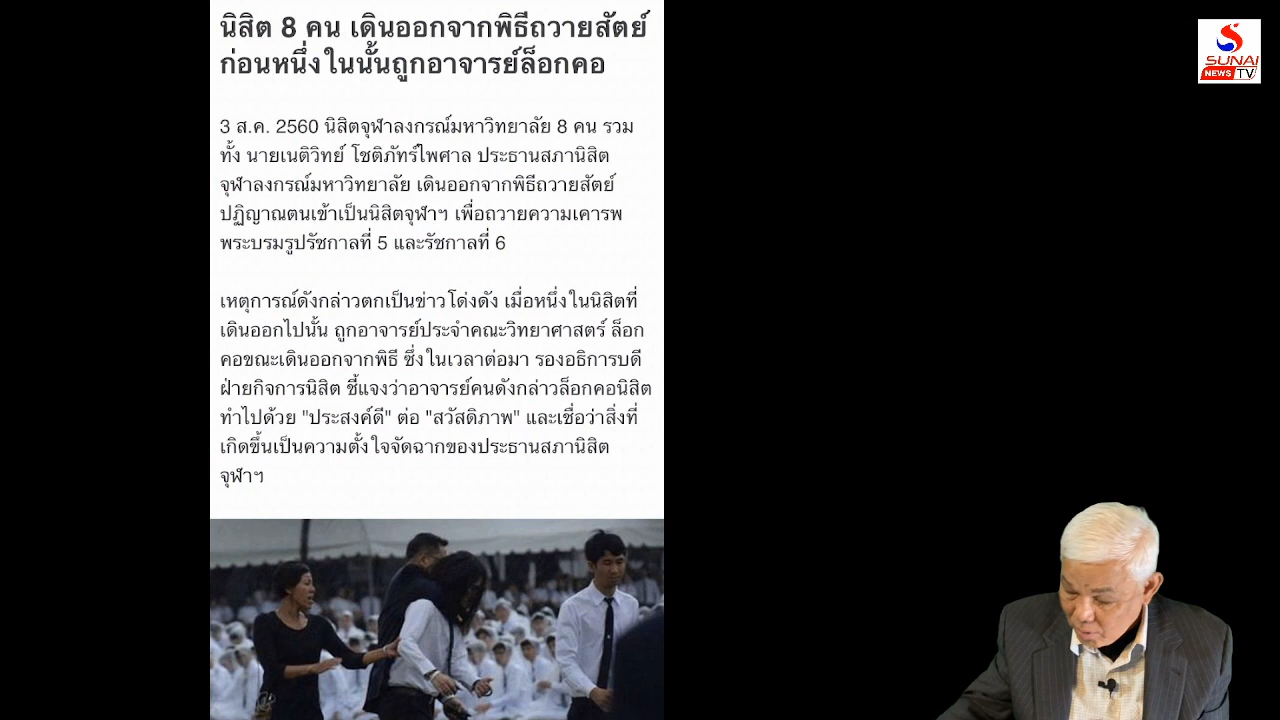 นิสิต 8 คน เดินออกจากพิธีถวายสัตย์
ก่อนหนึ่งในนั้นถูกอาจารย์ล็อกคอ
3 ส.ค. 2560 นิสิตจุฬาลงกรณ์มหาวิทยาลัย 8 คน รวม
ทั้ง นายเนติวิทย์ โชติภัทร์ไพศาล ประธานสภานิสิต
จุฬาลงกรณ์มหาวิทยาลัย เดินออกจากพิธีถวายสัตย์
ปฏิญาณตนเข้าเป็นนิสิตจุฬาฯ เพื่อถวายความเคารพ
พระบรมรูปรัชกาลที่ 5 และรัชกาลที่ 6
เหตุการณ์ดังกล่าวตกเป็นข่าวโด่งดัง เมื่อหนึ่งในนิสิตที่
เดินออกไปนั้น ถูกอาจารย์ประจำคณะวิทยาศาสตร์ ล็อก
คอขณะเดินออกจากพิธี ซึ่งในเวลาต่อมา รองอธิการบดี
ฝ่ายกิจการนิสิต ชี้แจงว่าอาจารย์คนดังกล่าวล็อกคอนิสิต
ทำไปด้วย "ประสงค์ดี" ต่อ "สวัสดิภาพ" และเชื่อว่าสิ่งที่
เกิดขึ้นเป็นความตั้งใจจัดฉากของประธานสภานิสิต
จุฬาฯ
SUNAI
NEWS TV